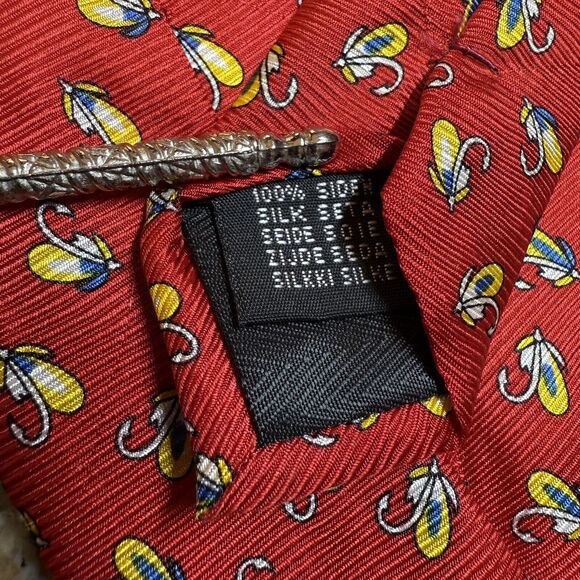 100% SIDEN
SILK SETA
SEIDE SOIE
ZIJDE SEDA
SILKKI SILKE